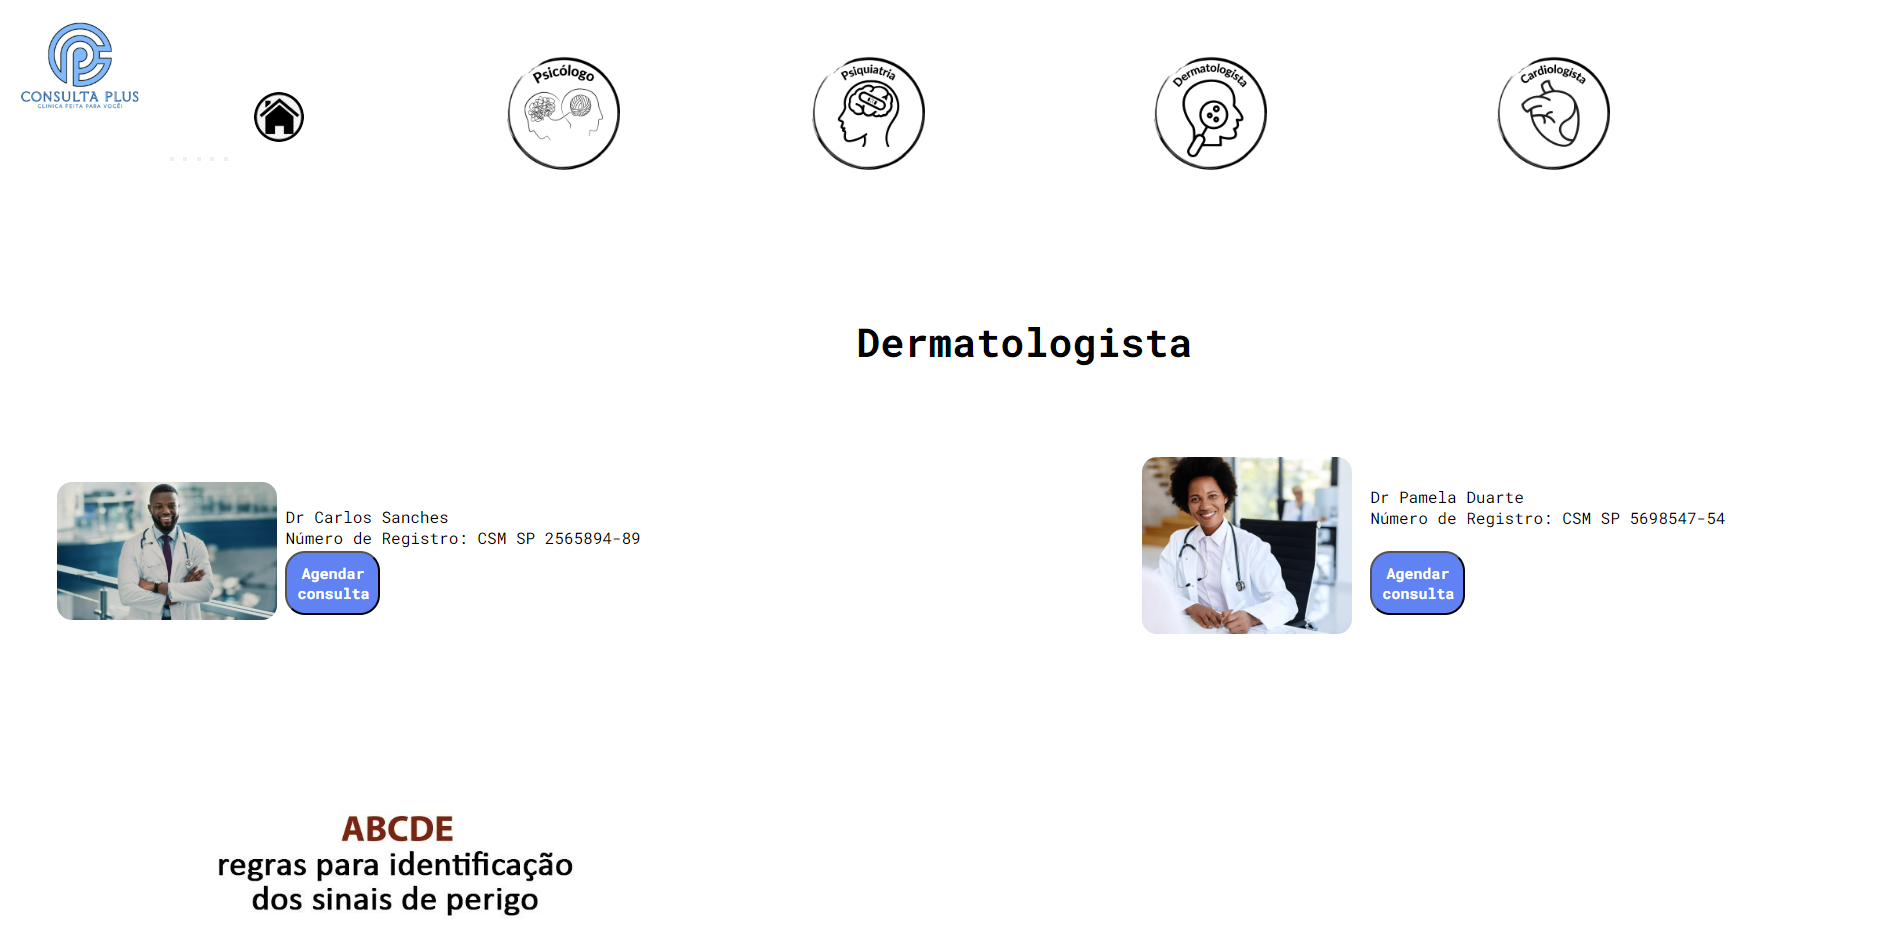 CONSULTA PLUS
CLINICA FEITA PARA VOCÊ!
Psicólogo
Psiquiatria
Dermatologista
Cardiologista
Dermatologista
Dr Carlos Sanches
Número de Registro: CSM SP 2565894-89
Agendar
consulta
Dr Pamela Duarte
Número de Registro: CSM SP 5698547-54
Agendar
consulta
ABCDE
regras para identificação
dos sinais de perigo